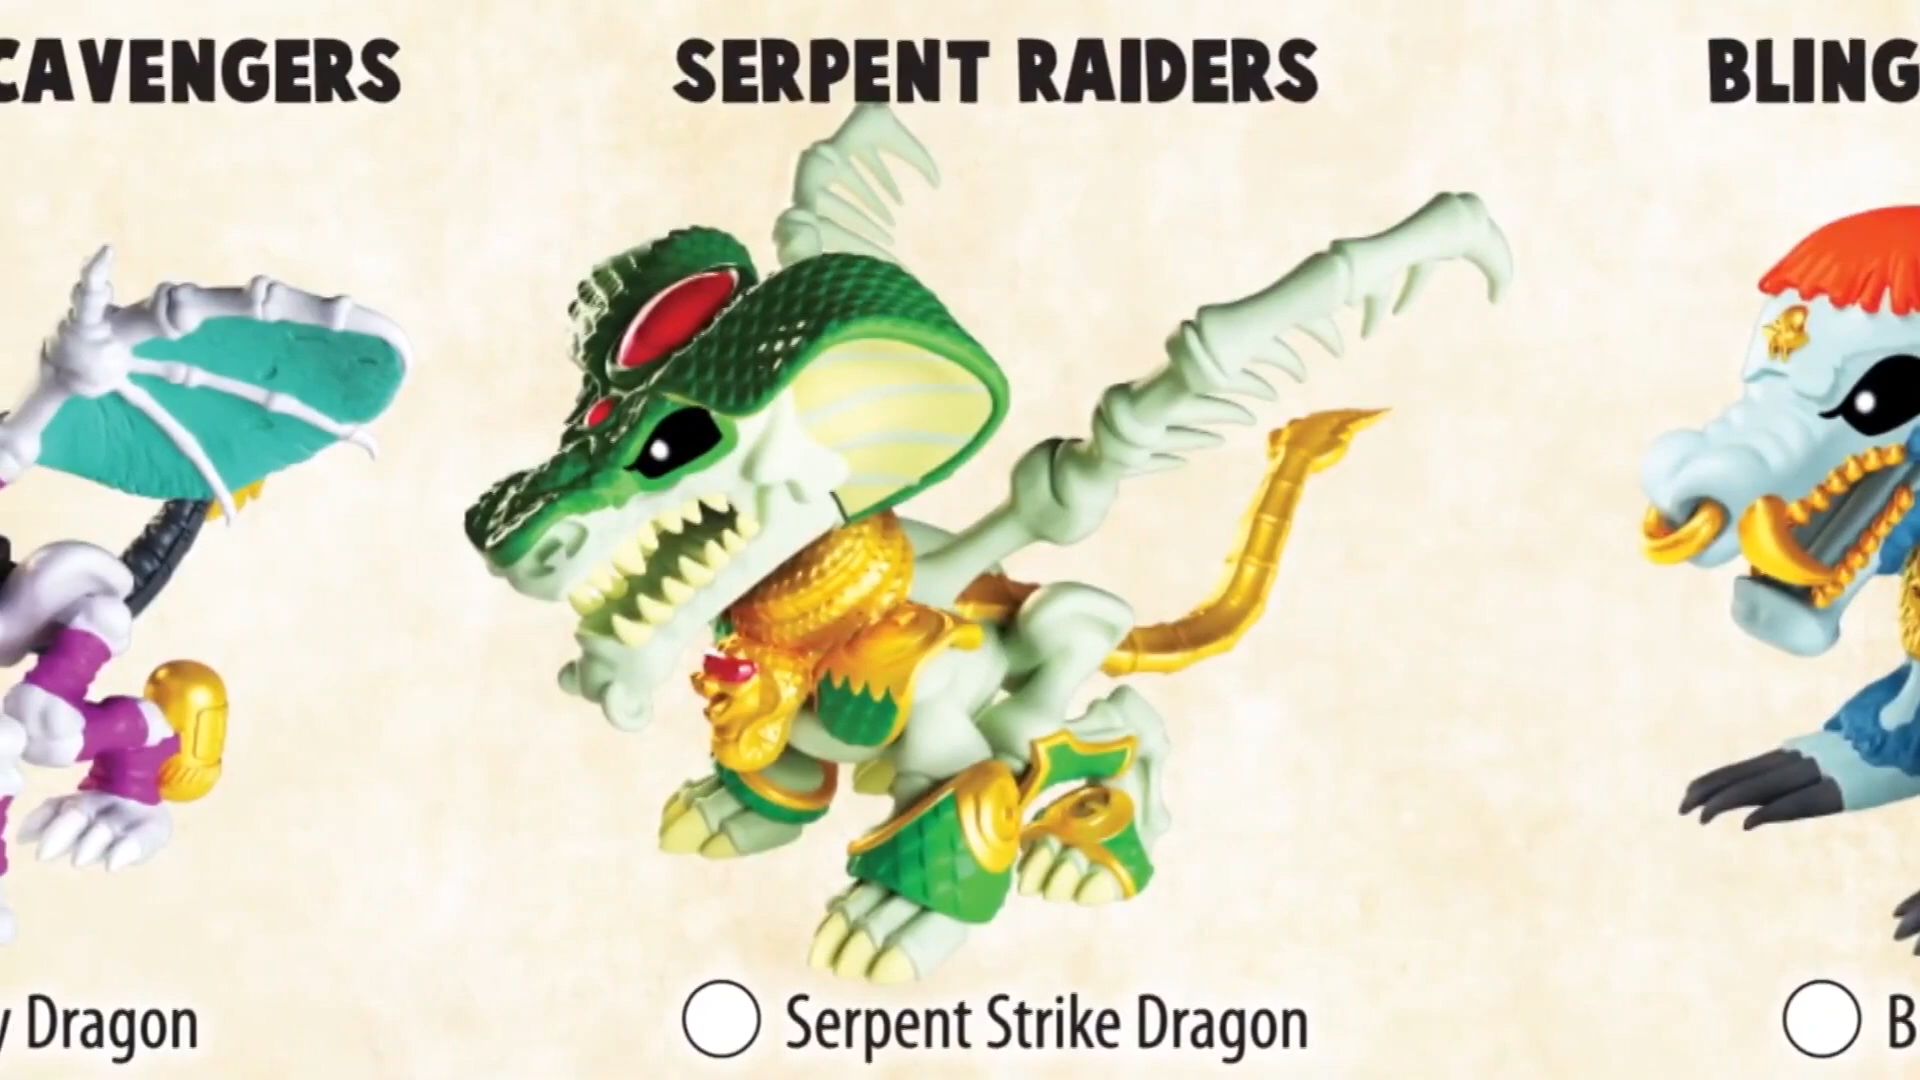 CAVENGERS
SERPENT RAIDERS
BLING
y Dragon
Serpent Strike Dragon
B